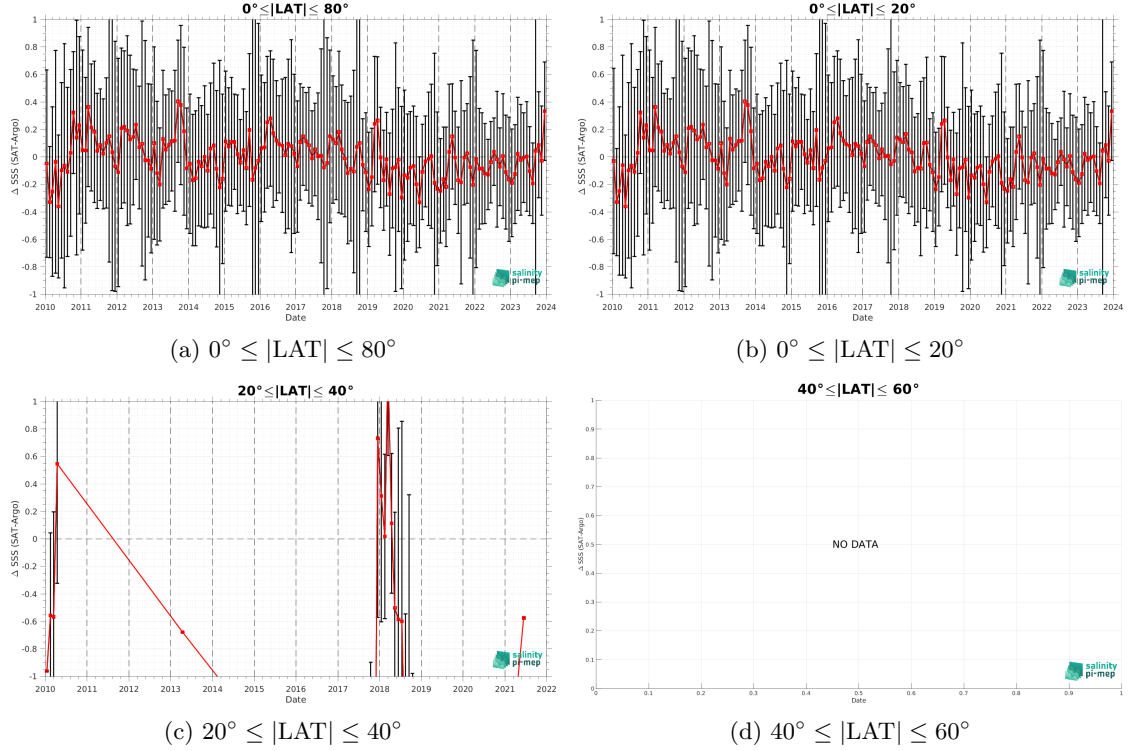 0°≤|LAT|≤ 80°
1
0.8
0.6
0.4
0.2
0
-0.2
-0.4
-0.6
-0.8
-1
Δ SSS (SAT-Argo)
2010 2011 2012 2013 2014 2015 2016 2017 2018 2019 2020 2021 2022 2023 2024
Date
salinity
pi-mep
(a) 0° ≤ |LAT| ≤ 80°
0°≤|LAT|≤ 20°
1
0.8
0.6
0.4
0.2
0
-0.2
-0.4
-0.6
-0.8
-1
Δ SSS (SAT-Argo)
2010 2011 2012 2013 2014 2015 2016 2017 2018 2019 2020 2021 2022 2023 2024
Date
salinity
pi-mep
(b) 0° ≤ |LAT| ≤ 20°
20°≤|LAT|≤ 40°
1
0.8
0.6
0.4
0.2
0
-0.2
-0.4
-0.6
-0.8
-1
Δ SSS (SAT-Argo)
2010 2011 2012 2013 2014 2015 2016 2017 2018 2019 2020 2021 2022
Date
salinity
pi-mep
(c) 20° ≤ |LAT| ≤ 40°
40°≤|LAT|≤ 60°
1
0.9
0.8
0.7
0.6
0.5
0.4
0.3
0.2
0.1
0
Δ SSS (SAT-Argo)
NO DATA
0 0.1 0.2 0.3 0.4 0.5 0.6 0.7 0.8 0.9 1
Date
salinity
pi-mep
(d) 40° ≤ |LAT| ≤ 60°